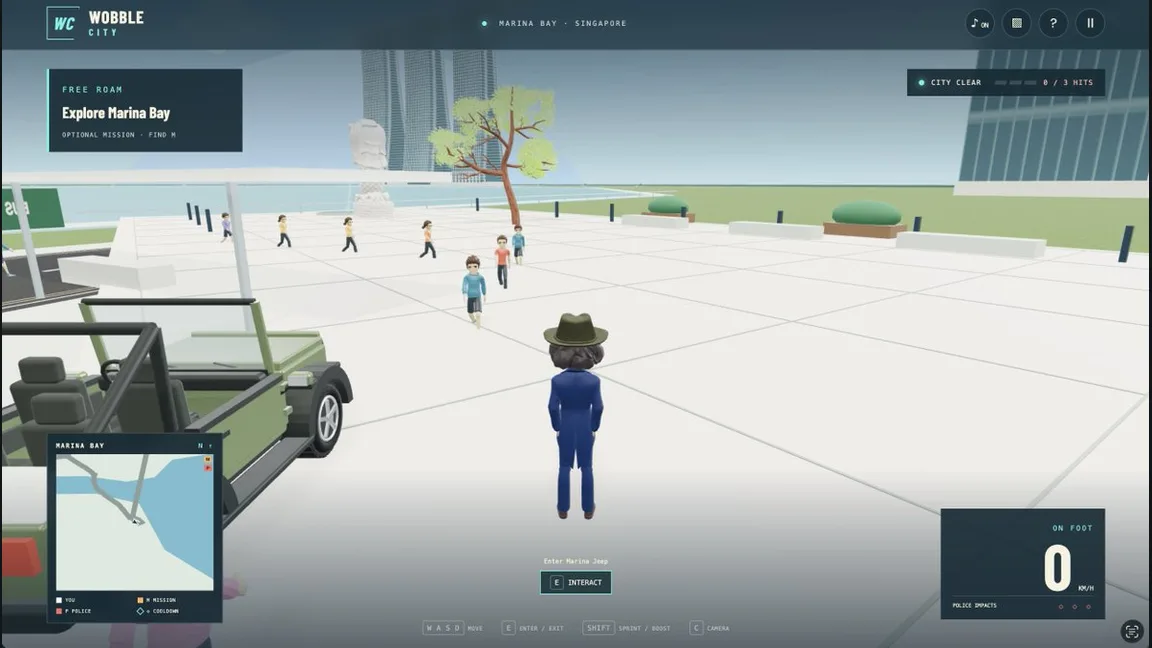 WC
WOBBLE
CITY
MARINA BAY · SINGAPORE
♪ ON
?
FREE ROAM
Explore Marina Bay
OPTIONAL MISSION · FIND M
CITY CLEAR
0 / 3 HITS
BUS
MARINA BAY
N ↑
M
P
YOU
M MISSION
P POLICE
COOLDOWN
Enter Marina Jeep
E INTERACT
W A S D MOVE
E ENTER / EXIT
SHIFT SPRINT / BOOST
C CAMERA
ON FOOT
0
KM/H
POLICE IMPACTS